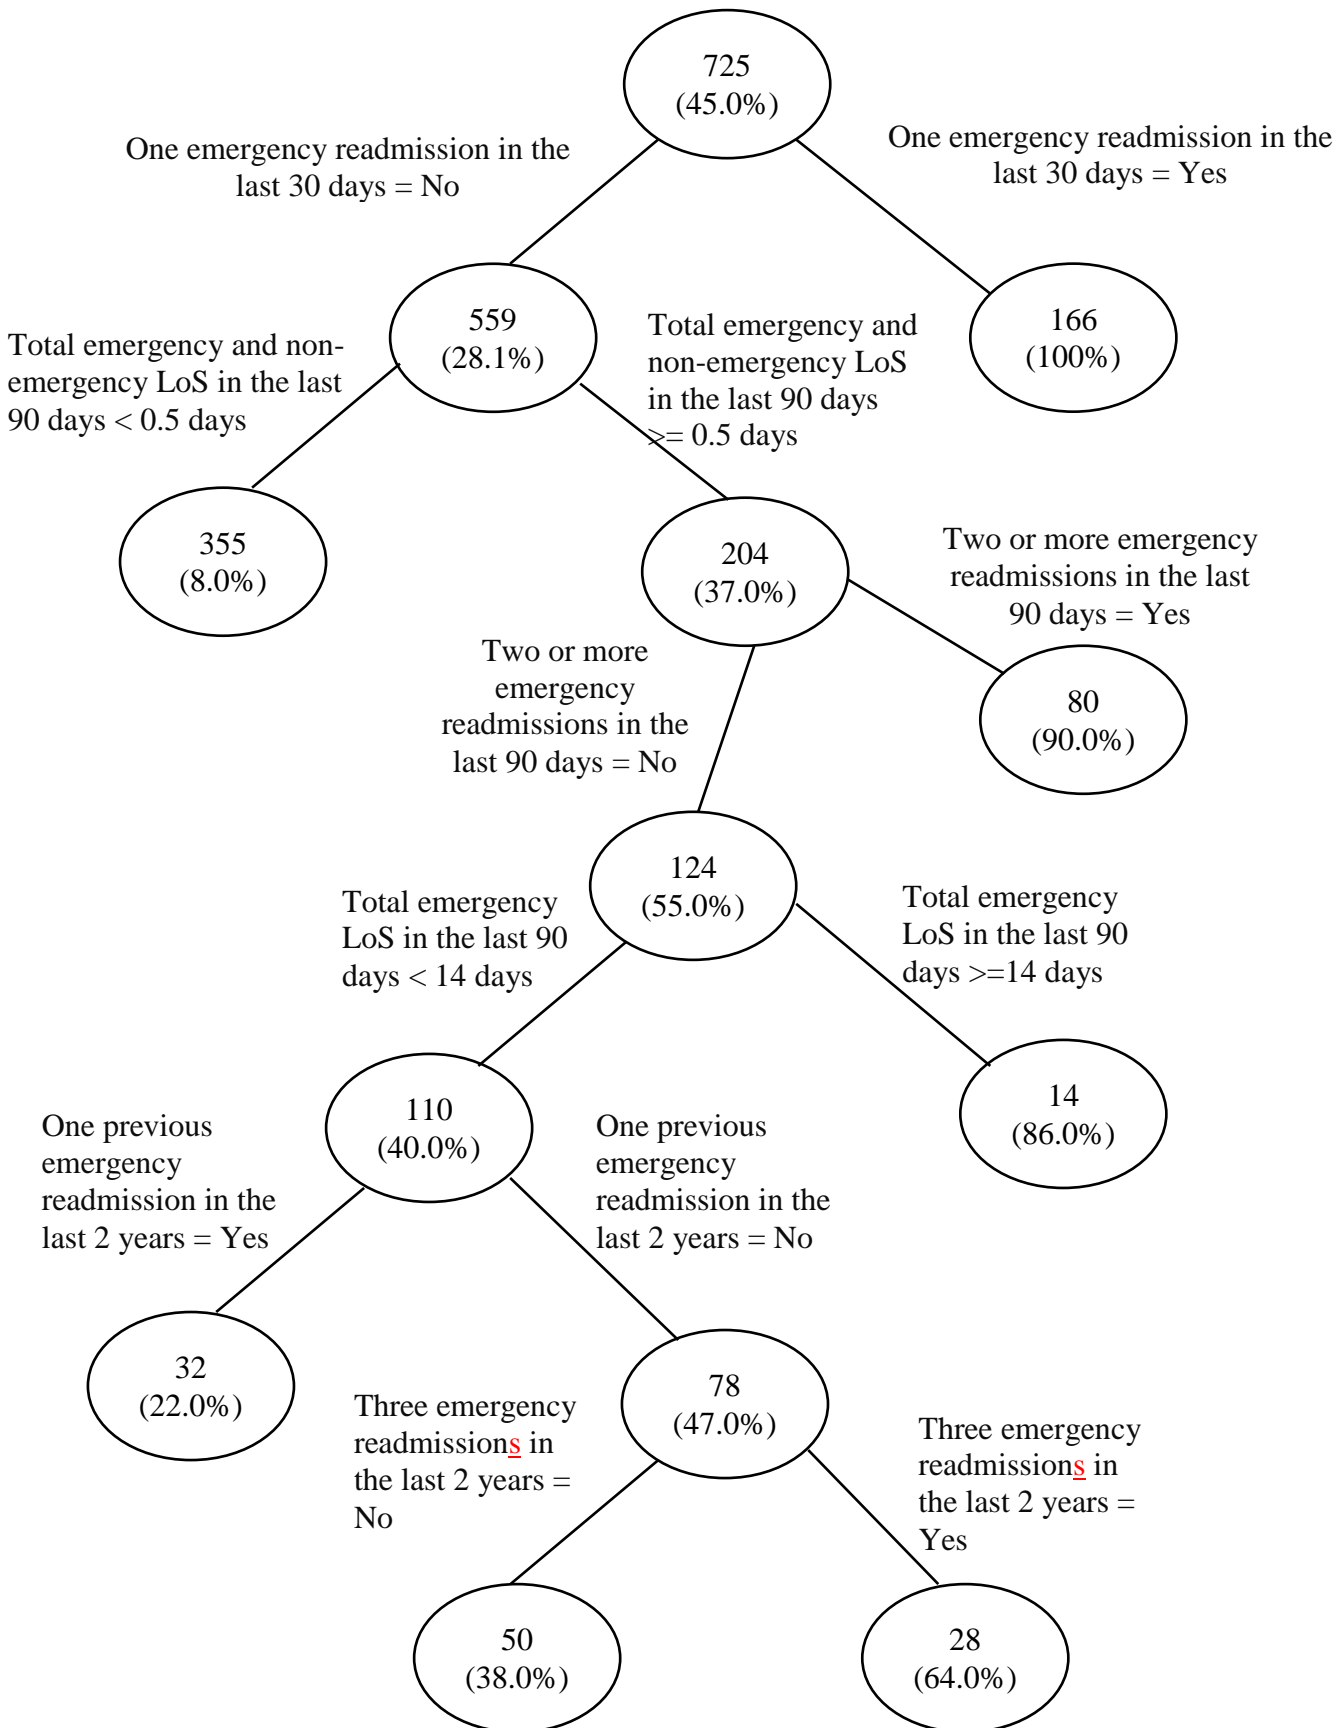 725
(45.0%)
One emergency readmission in the
last 30 days = No
One emergency readmission in the
last 30 days = Yes
559
(28.1%)
166
(100%)
Total emergency and non-
emergency LoS in the last
90 days < 0.5 days
Total emergency and
non-emergency LoS
in the last 90 days
>= 0.5 days
355
(8.0%)
204
(37.0%)
Two or more emergency
readmissions in the last
90 days = Yes
Two or more
emergency
readmissions in the
last 90 days = No
80
(90.0%)
124
(55.0%)
Total emergency
LoS in the last 90
days < 14 days
Total emergency
LoS in the last 90
days >=14 days
110
(40.0%)
14
(86.0%)
One previous
emergency
readmission in the
last 2 years = Yes
One previous
emergency
readmission in the
last 2 years = No
32
(22.0%)
78
(47.0%)
Three emergency
readmissions in
the last 2 years =
No
Three emergency
readmissions in
the last 2 years =
Yes
50
(38.0%)
28
(64.0%)